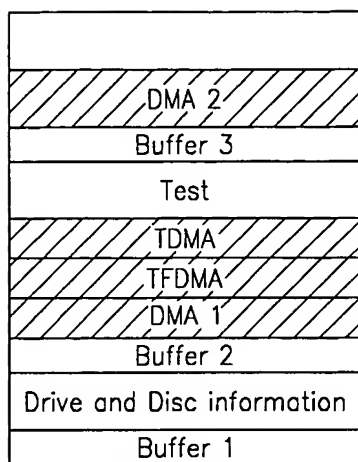 DMA 2
Buffer 3
Test
TDMA
TFDMA
DMA 1
Buffer 2
Drive and Disc information
Buffer 1